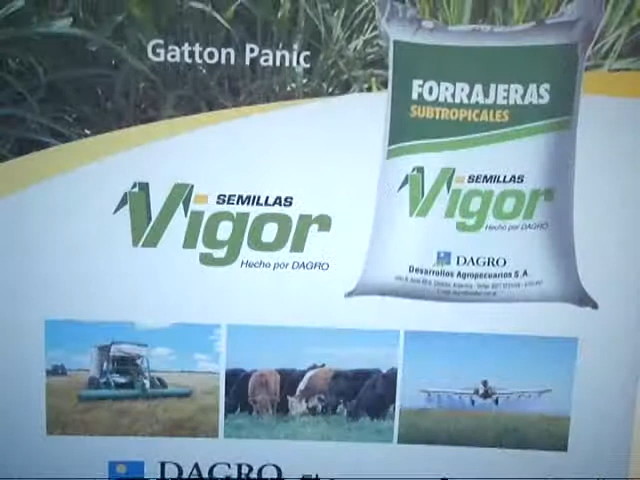 Gatton Panic
FORRAJERAS
SUBTROPICALES
SEMILLAS
Vigor
Hecho por DAGRO
SEMILLAS
Vigor
Hecho por DAGRO
DAGRO
Desarrollos Agropecuarios S.A.
DAGRO